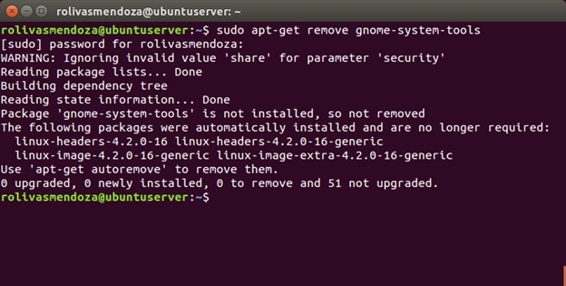 rolivasmendoza@ubuntuserver: ~
rolivasmendoza@ubuntuserver:~$ sudo apt-get remove gnome-system-tools
[sudo] password for rolivasmendoza:
WARNING: Ignoring invalid value 'share' for parameter 'security'
Reading package lists... Done
Building dependency tree
Reading state information... Done
Package 'gnome-system-tools' is not installed, so not removed
The following packages were automatically installed and are no longer required:
  linux-headers-4.2.0-16 linux-headers-4.2.0-16-generic
  linux-image-4.2.0-16-generic linux-image-extra-4.2.0-16-generic
Use 'apt-get autoremove' to remove them.
0 upgraded, 0 newly installed, 0 to remove and 51 not upgraded.
rolivasmendoza@ubuntuserver:~$